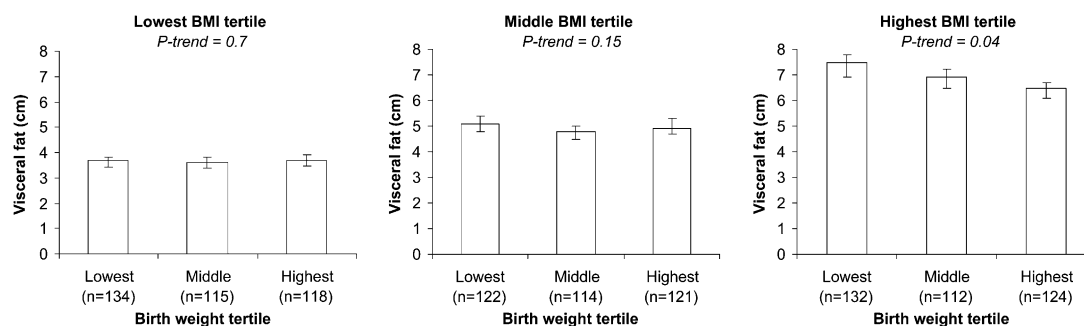 Lowest BMI tertile
P-trend = 0.7
8
7
6
5
4
3
2
1
0
Visceral fat (cm)
Lowest Middle Highest
(n=134) (n=115) (n=118)
Birth weight tertile
Middle BMI tertile
P-trend = 0.15
8
7
6
5
4
3
2
1
0
Visceral fat (cm)
Lowest Middle Highest
(n=122) (n=114) (n=121)
Birth weight tertile
Highest BMI tertile
P-trend = 0.04
8
7
6
5
4
3
2
1
0
Visceral fat (cm)
Lowest Middle Highest
(n=132) (n=112) (n=124)
Birth weight tertile